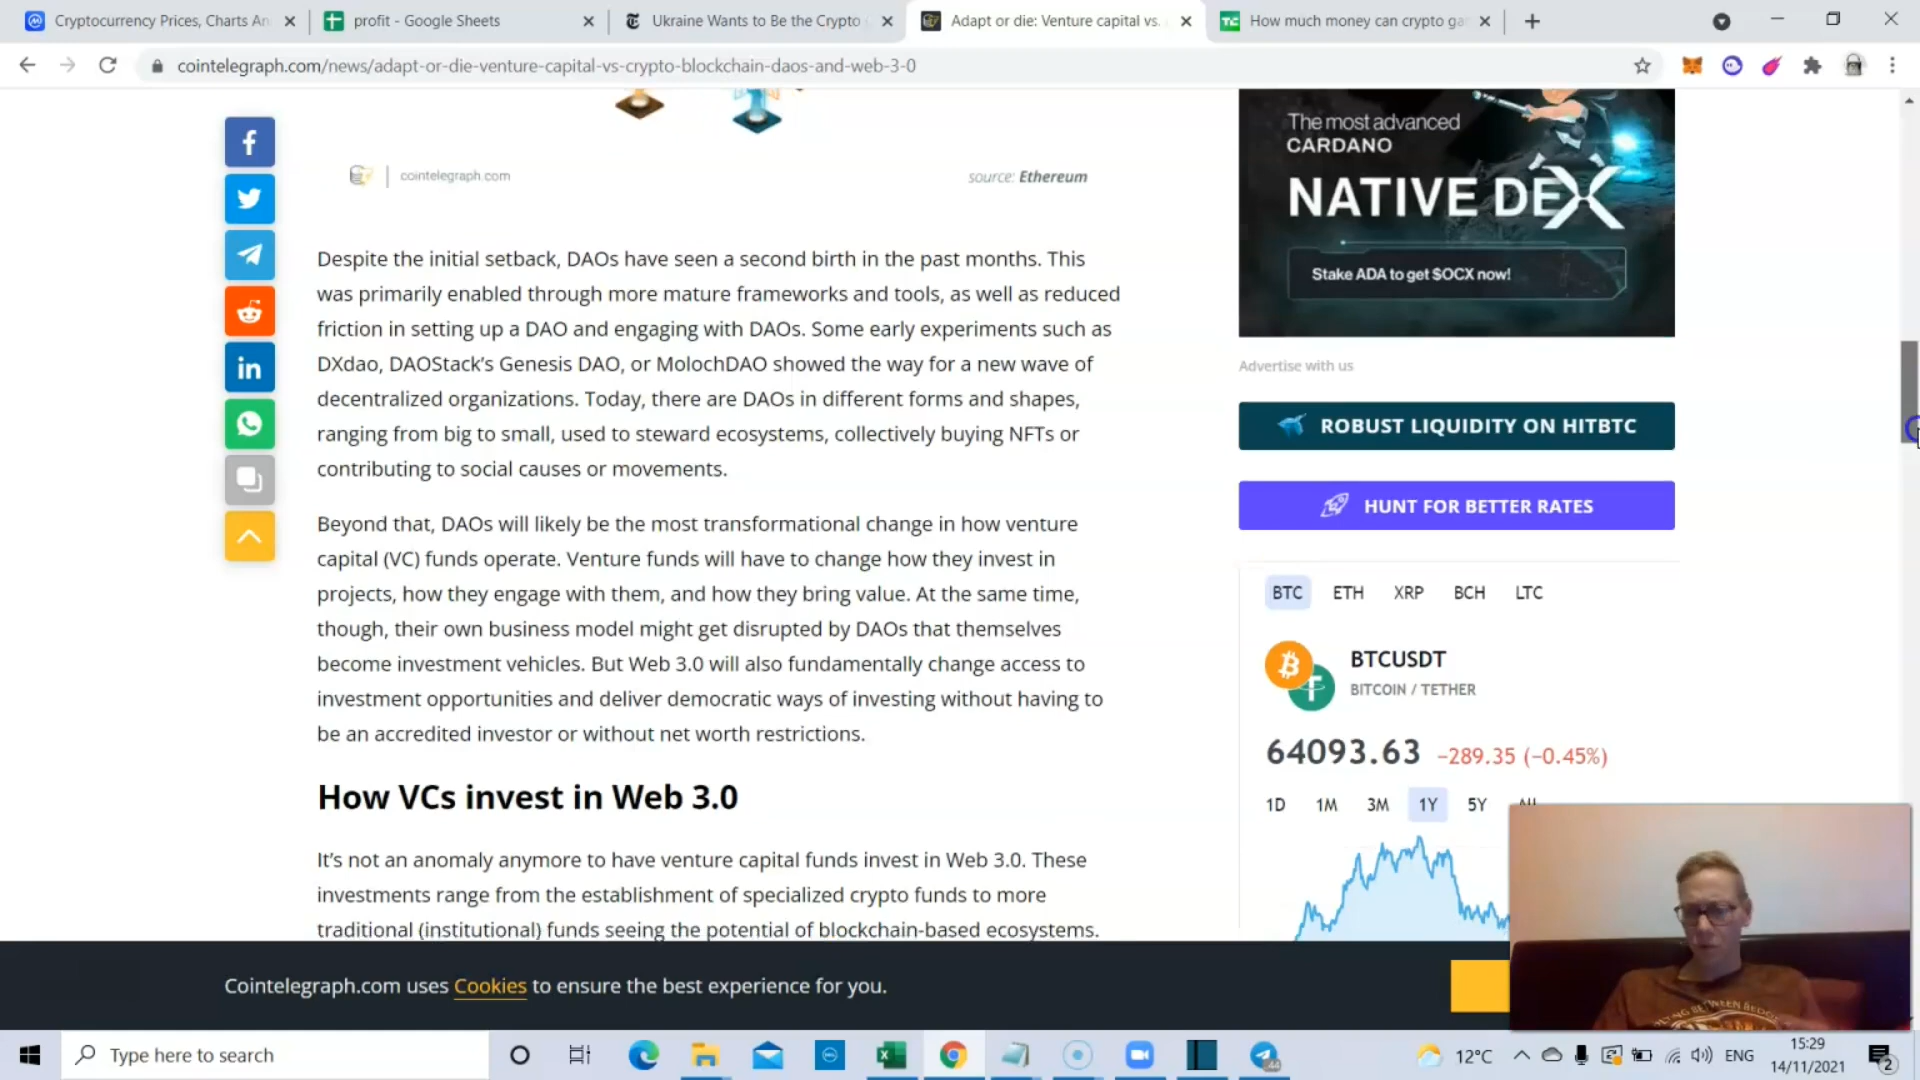 Cryptocurrency Prices, Charts An
profit - Google Sheets
Ukraine Wants to Be the Crypto
Adapt or die: Venture capital vs.
How much money can crypto ga
cointelegraph.com/news/adapt-or-die-venture-capital-vs-crypto-blockchain-daos-and-web-3-0
cointelegraph.com
source: Ethereum
Despite the initial setback, DAOs have seen a second birth in the past months. This
was primarily enabled through more mature frameworks and tools, as well as reduced
friction in setting up a DAO and engaging with DAOs. Some early experiments such as
DXdao, DAOStack’s Genesis DAO, or MolochDAO showed the way for a new wave of
decentralized organizations. Today, there are DAOs in different forms and shapes,
ranging from big to small, used to steward ecosystems, collectively buying NFTs or
contributing to social causes or movements.
Beyond that, DAOs will likely be the most transformational change in how venture
capital (VC) funds operate. Venture funds will have to change how they invest in
projects, how they engage with them, and how they bring value. At the same time,
though, their own business model might get disrupted by DAOs that themselves
become investment vehicles. But Web 3.0 will also fundamentally change access to
investment opportunities and deliver democratic ways of investing without having to
be an accredited investor or without net worth restrictions.
How VCs invest in Web 3.0
It’s not an anomaly anymore to have venture capital funds invest in Web 3.0. These
investments range from the establishment of specialized crypto funds to more
traditional (institutional) funds seeing the potential of blockchain-based ecosystems.
The most advanced
CARDANO
NATIVE DEX
Stake ADA to get $OCX now!
Advertise with us
ROBUST LIQUIDITY ON HITBTC
HUNT FOR BETTER RATES
BTC ETH XRP BCH LTC
BTCUSDT
BITCOIN / TETHER
64093.63 −289.35 (−0.45%)
1D 1M 3M 1Y 5Y All
Cointelegraph.com uses Cookies to ensure the best experience for you.
Type here to search
12°C
ENG
15:29
14/11/2021
2